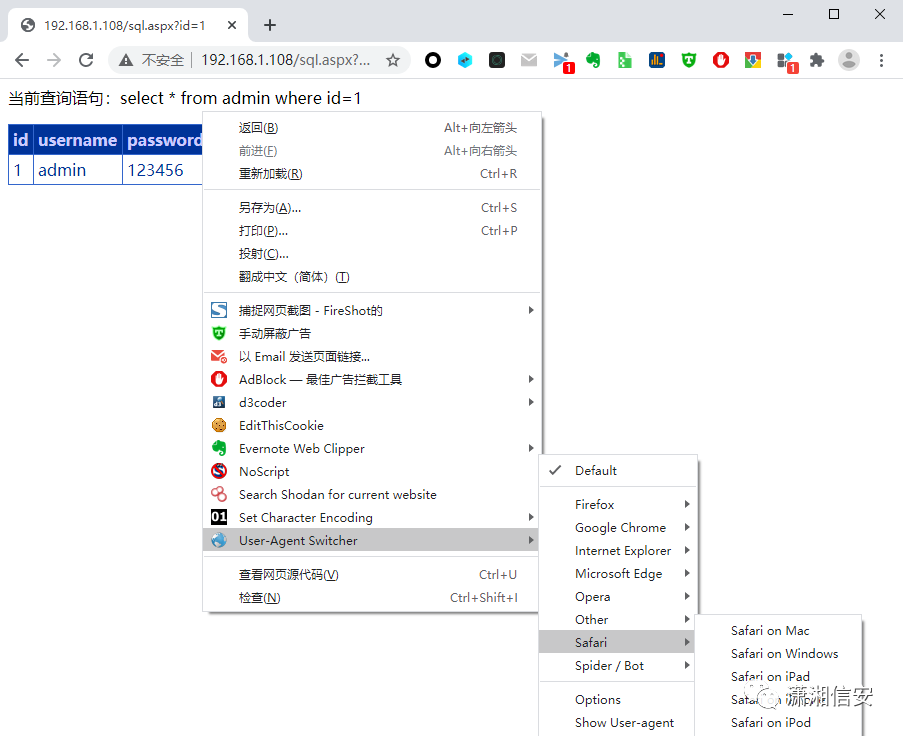 192.168.1.108/sql.aspx?id=1
不安全 192.168.1.108/sql.aspx?...
1
1
当前查询语句：select * from admin where id=1
id username password
1 admin 123456
返回(B) Alt+向左箭头
前进(F) Alt+向右箭头
重新加载(R) Ctrl+R
另存为(A)... Ctrl+S
打印(P)... Ctrl+P
投射(C)...
翻成中文（简体）(T)
捕捉网页截图 - FireShot的
手动屏蔽广告
以 Email 发送页面链接...
AdBlock — 最佳广告拦截工具
d3coder
EditThisCookie
Evernote Web Clipper
NoScript
Search Shodan for current website
01 Set Character Encoding
User-Agent Switcher
查看网页源代码(V) Ctrl+U
检查(N) Ctrl+Shift+I
Default
Firefox
Google Chrome
Internet Explorer
Microsoft Edge
Opera
Other
Safari
Spider / Bot
Options
Show User-agent
Safari on Mac
Safari on Windows
Safari on iPad
Safari on
Safari on iPod
潇湘信安